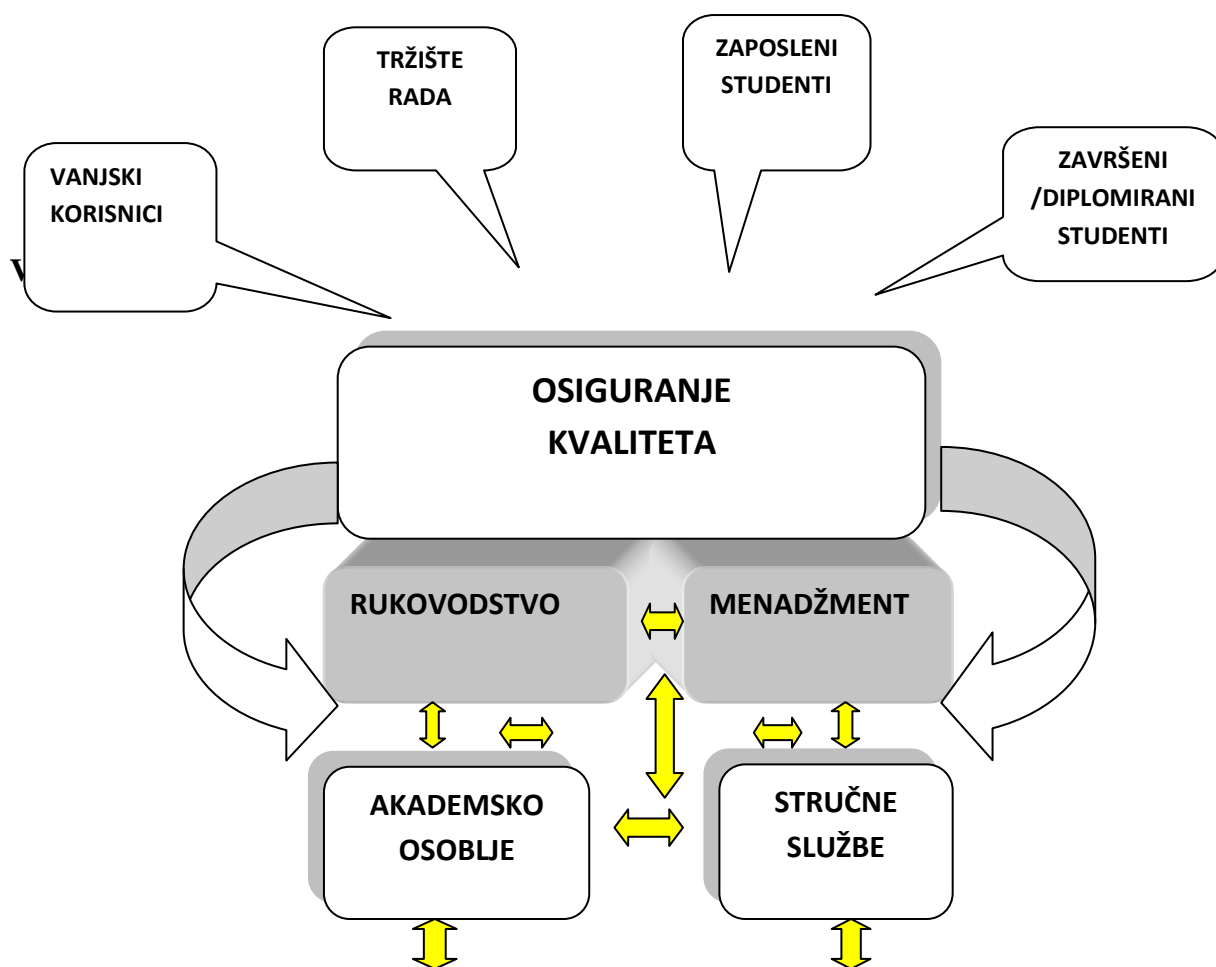 TRŽIŠTE
RADA
ZAPOSLENI
STUDENTI
VANJSKI
KORISNICI
ZAVRŠENI
/DIPLOMIRANI
STUDENTI
OSIGURANJE
KVALITETA
RUKOVODSTVO
MENADŽMENT
AKADEMSKO
OSOBLJE
STRUČNE
SLUŽBE